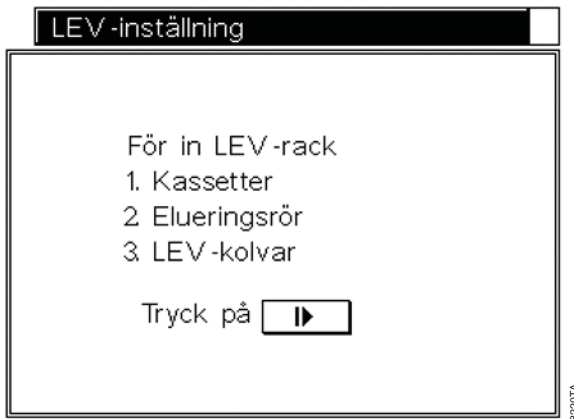 LEV-inställning
För in LEV-rack
1. Kassetter
2. Elueringsrör
3. LEV-kolvar
Tryck på